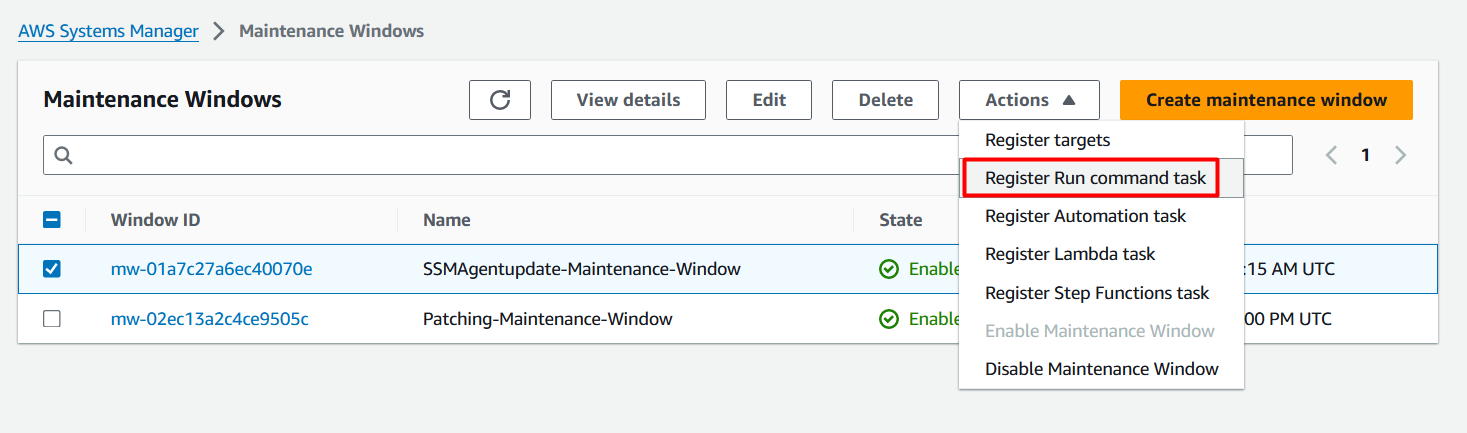 AWS Systems Manager > Maintenance Windows
Maintenance Windows View details Edit Delete Actions Create maintenance window
Register targets
1
Register Run command task
Window ID Name State Register Automation task
Register Lambda task
mw-01a7c27a6ec40070e SSMAgentupdate-Maintenance-Window Enable :15 AM UTC
Register Step Functions task
mw-02ec13a2c4ce9505c Patching-Maintenance-Window Enable 00 PM UTC
Enable Maintenance Window
Disable Maintenance Window